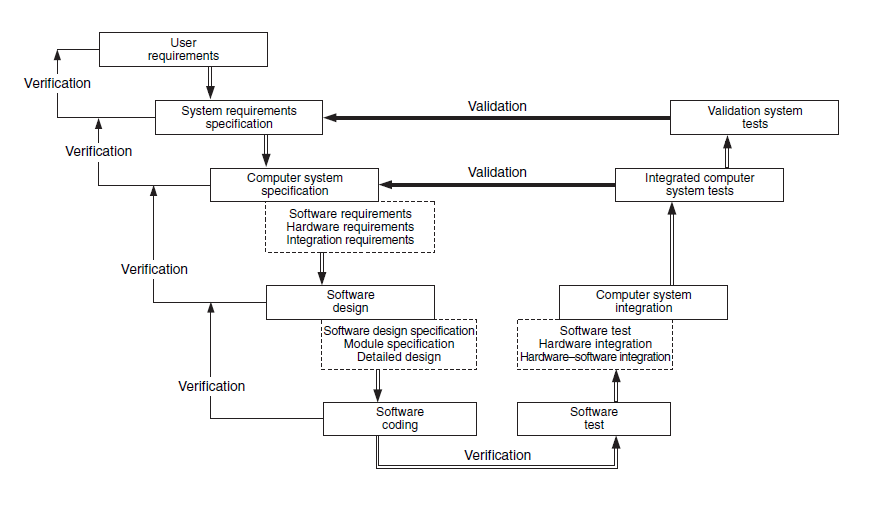 User
requirements
Verification
System requirements
specification
Validation
Validation system
tests
Verification
Computer system
specification
Validation
Integrated computer
system tests
Software requirements
Hardware requirements
Integration requirements
Verification
Software
design
Computer system
integration
Software design specification
Module specification
Detailed design
Software test
Hardware integration
Hardware–software integration
Verification
Software
coding
Software
test
Verification